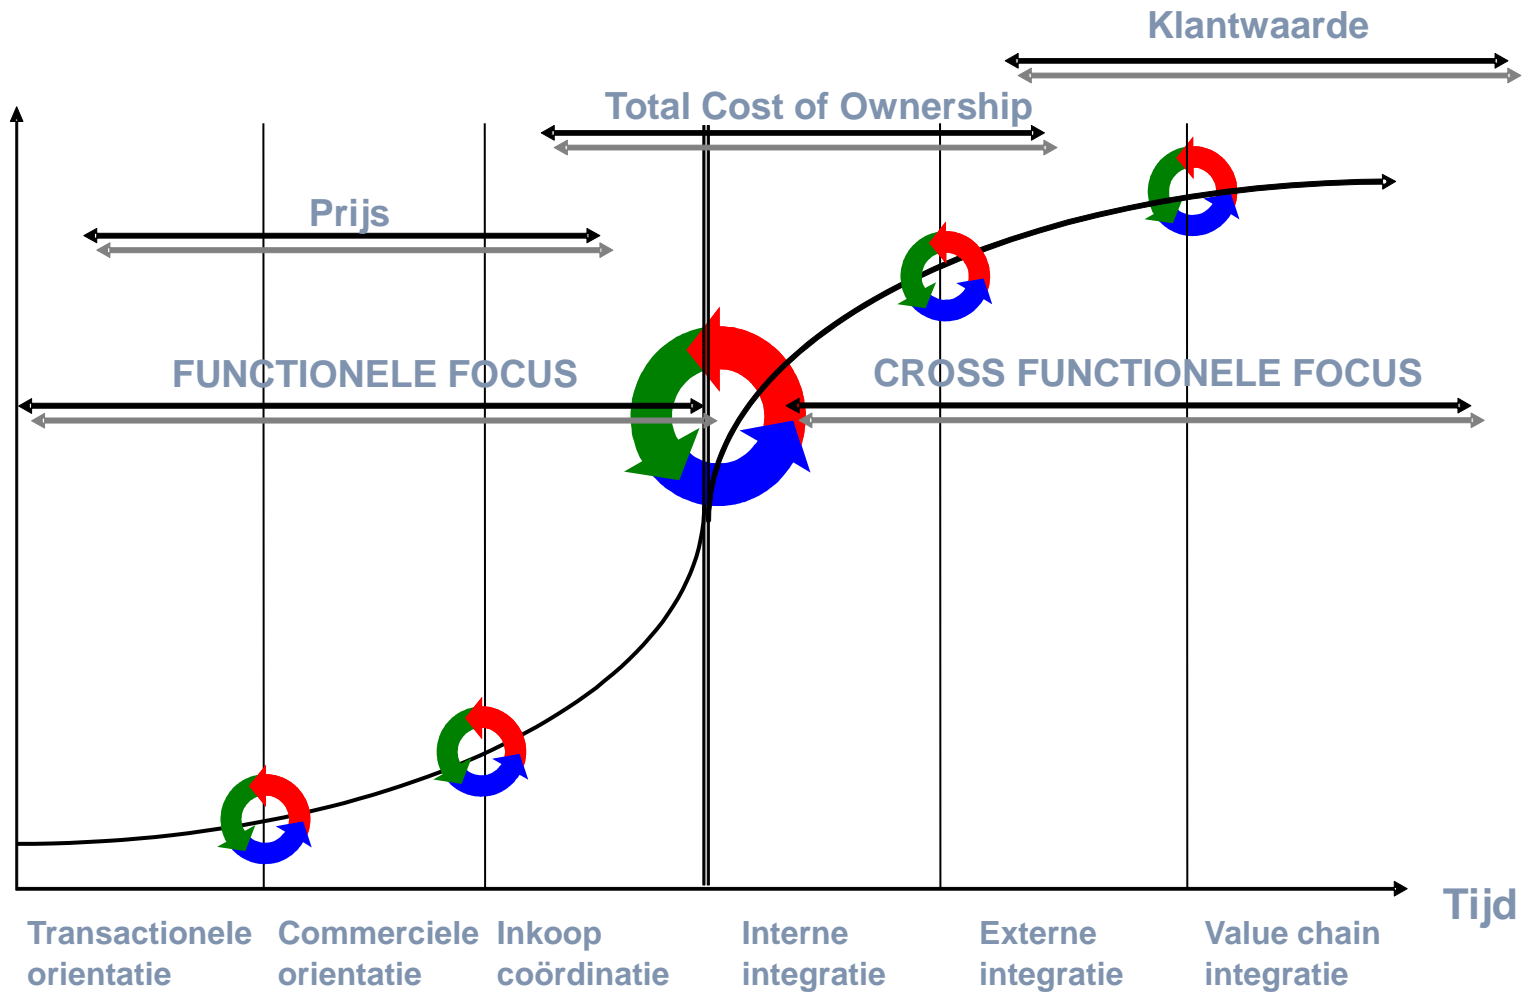 Klantwaarde
Total Cost of Ownership
Prijs
FUNCTIONELE FOCUS
CROSS FUNCTIONELE FOCUS
Tijd
Transactionele
orientatie
Commerciele
orientatie
Inkoop
coördinatie
Interne
integratie
Externe
integratie
Value chain
integratie